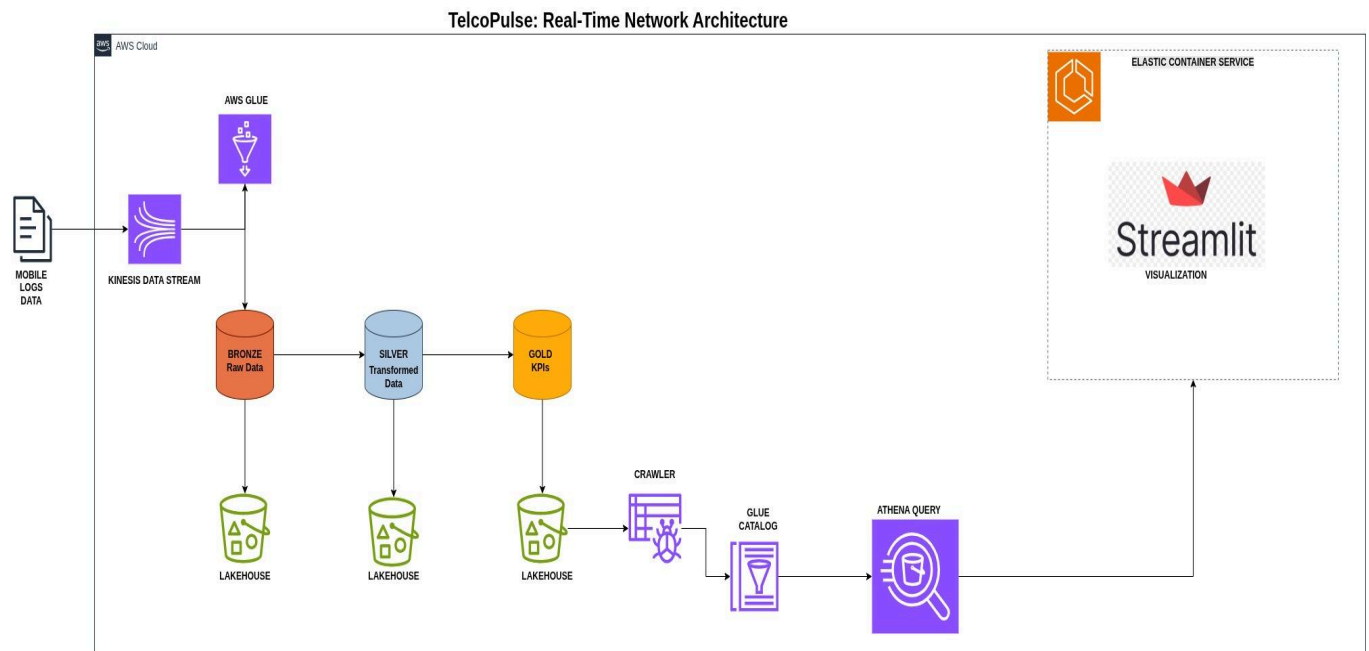 TelcoPulse: Real-Time Network Architecture
aws
AWS Cloud
ELASTIC CONTAINER SERVICE
AWS GLUE
Streamlit
VISUALIZATION
MOBILE
LOGS
DATA
KINESIS DATA STREAM
BRONZE
Raw Data
SILVER
Transformed
Data
GOLD
KPIs
CRAWLER
GLUE
CATALOG
ATHENA QUERY
LAKEHOUSE
LAKEHOUSE
LAKEHOUSE